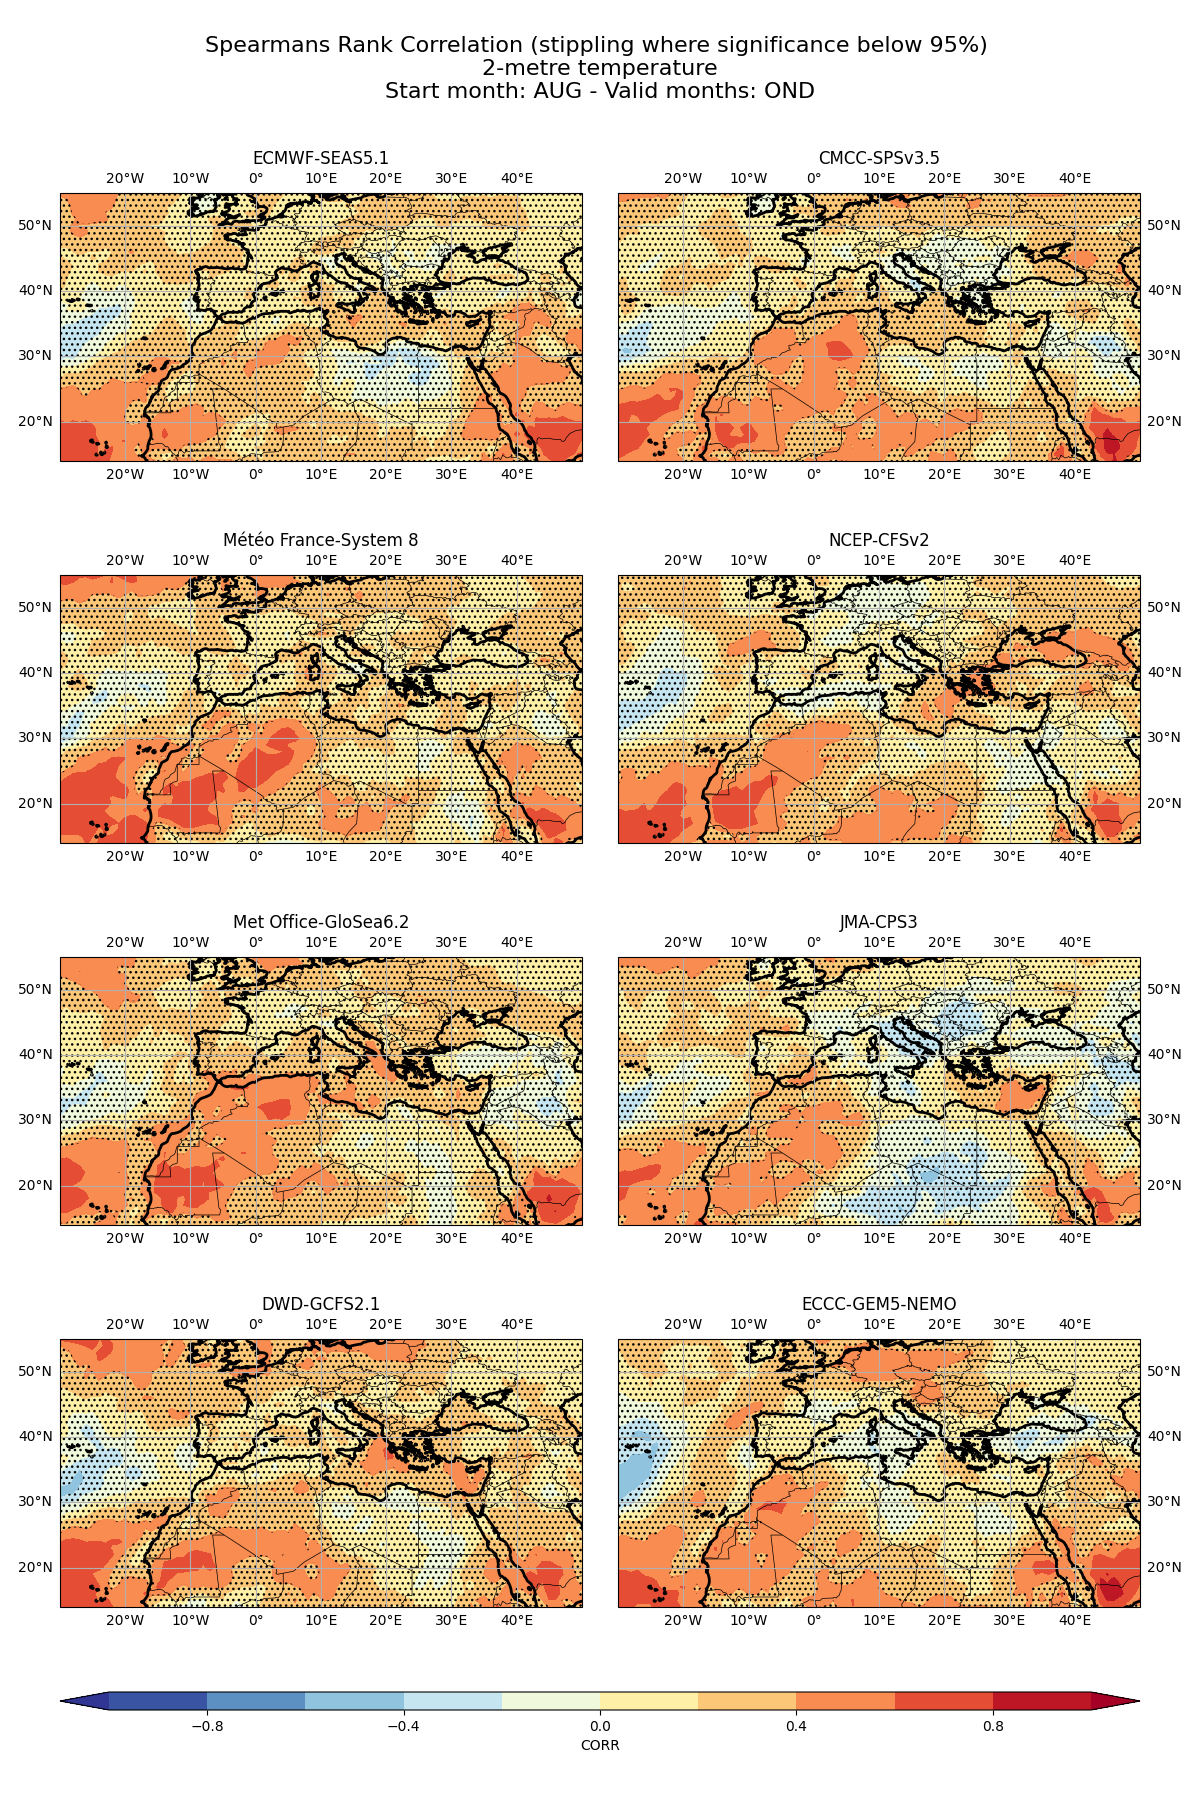 Spearmans Rank Correlation (stippling where significance below 95%)
2-metre temperature
Start month: AUG - Valid months: OND
ECMWF-SEAS5.1
20°W 10°W 0° 10°E 20°E 30°E 40°E
50°N
40°N
30°N
20°N
20°W 10°W 0° 10°E 20°E 30°E 40°E
CMCC-SPSv3.5
20°W 10°W 0° 10°E 20°E 30°E 40°E
50°N
40°N
30°N
20°N
20°W 10°W 0° 10°E 20°E 30°E 40°E
Météo France-System 8
20°W 10°W 0° 10°E 20°E 30°E 40°E
50°N
40°N
30°N
20°N
20°W 10°W 0° 10°E 20°E 30°E 40°E
NCEP-CFSv2
20°W 10°W 0° 10°E 20°E 30°E 40°E
50°N
40°N
30°N
20°N
20°W 10°W 0° 10°E 20°E 30°E 40°E
Met Office-GloSea6.2
20°W 10°W 0° 10°E 20°E 30°E 40°E
50°N
40°N
30°N
20°N
20°W 10°W 0° 10°E 20°E 30°E 40°E
JMA-CPS3
20°W 10°W 0° 10°E 20°E 30°E 40°E
50°N
40°N
30°N
20°N
20°W 10°W 0° 10°E 20°E 30°E 40°E
DWD-GCFS2.1
20°W 10°W 0° 10°E 20°E 30°E 40°E
50°N
40°N
30°N
20°N
20°W 10°W 0° 10°E 20°E 30°E 40°E
ECCC-GEM5-NEMO
20°W 10°W 0° 10°E 20°E 30°E 40°E
50°N
40°N
30°N
20°N
20°W 10°W 0° 10°E 20°E 30°E 40°E
−0.8 −0.4 0.0 0.4 0.8
CORR